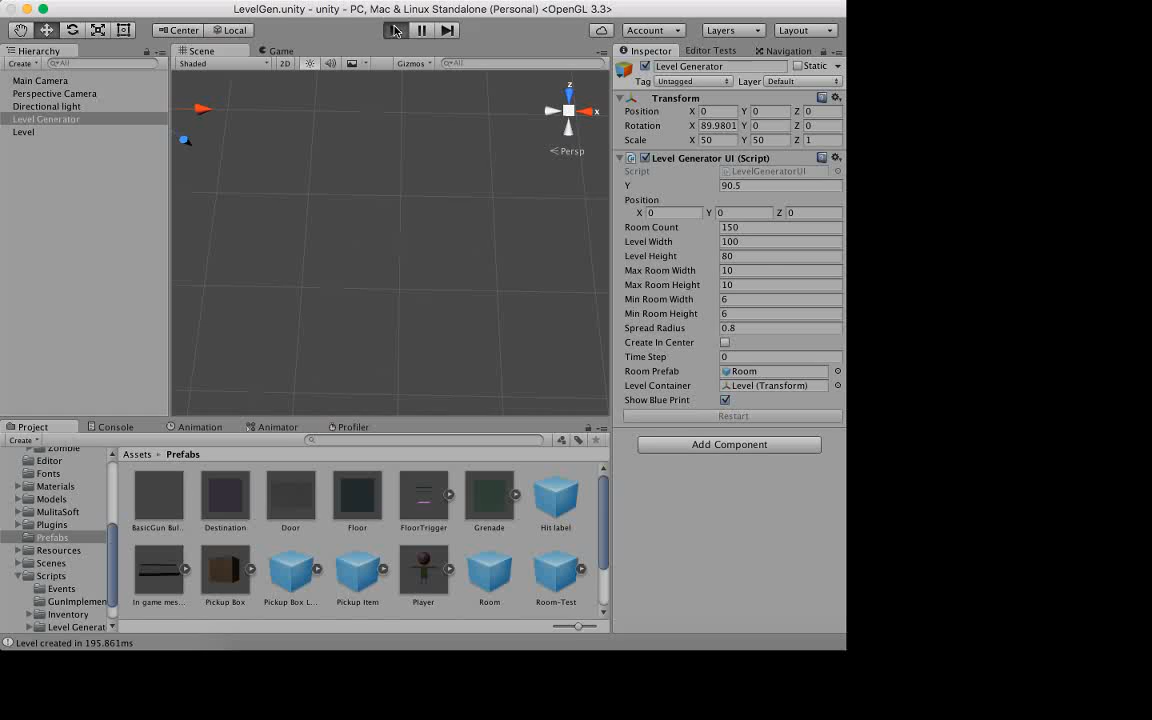 LevelGen.unity - unity - PC, Mac & Linux Standalone (Personal) <OpenGL 3.3>
Center Local Account Layers Layout
Hierarchy Scene Game Inspector Editor Tests Navigation
Create All Shaded 2D Gizmos All Level Generator Static
Tag Untagged Layer Default
Main Camera
Perspective Camera
Directional light
Level Generator
Level
z
x
Persp
Transform
Position X 0 Y 0 Z 0
Rotation X 89.9801 Y 0 Z 0
Scale X 50 Y 50 Z 1
Level Generator UI (Script)
Script LevelGeneratorUI
Y 90.5
Position
X 0 Y 0 Z 0
Room Count 150
Level Width 100
Level Height 80
Max Room Width 10
Max Room Height 10
Min Room Width 6
Min Room Height 6
Spread Radius 0.8
Create In Center
Time Step 0
Room Prefab Room
Level Container Level (Transform)
Show Blue Print
Restart
Add Component
Project Console Animation Animator Profiler
Create
Zombie
Editor
Fonts
Materials
Models
MulitaSoft
Plugins
Prefabs
Resources
Scenes
Scripts
Events
GunImplemen
Inventory
Level Generat
Assets Prefabs
BasicGun Bul... Destination Door Floor FloorTrigger Grenade Hit label
In game mes... Pickup Box Pickup Box L... Pickup Item Player Room Room-Test
Level created in 195.861ms